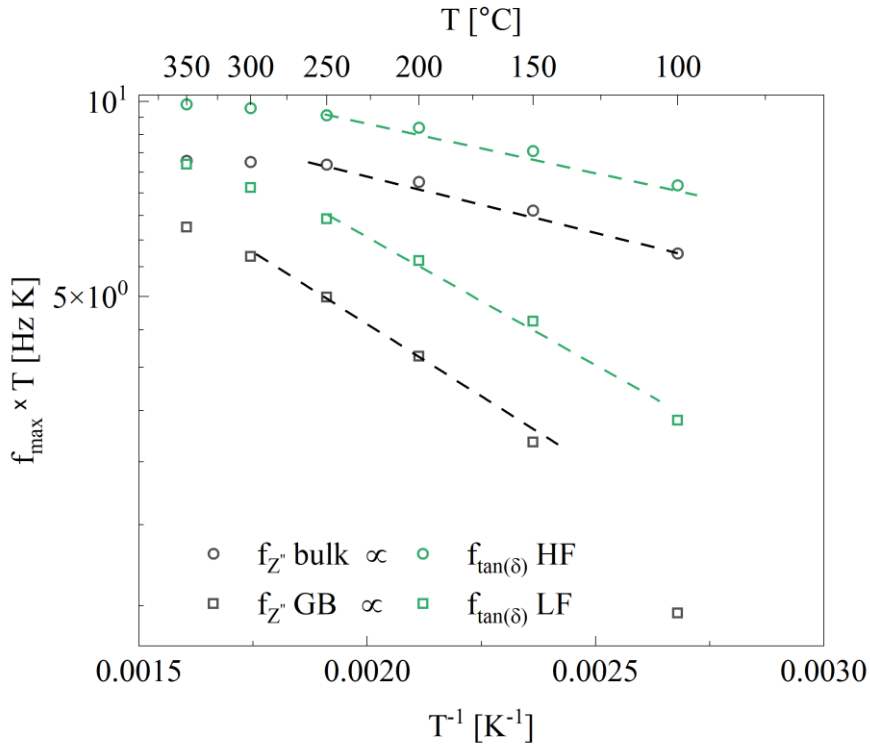 T [°C]
350 300 250 200 150 100
10¹
5×10⁰
f_max × T [Hz K]
f_Z" bulk ∝ f_tan(δ) HF
f_Z" GB ∝ f_tan(δ) LF
0.0015 0.0020 0.0025 0.0030
T⁻¹ [K⁻¹]